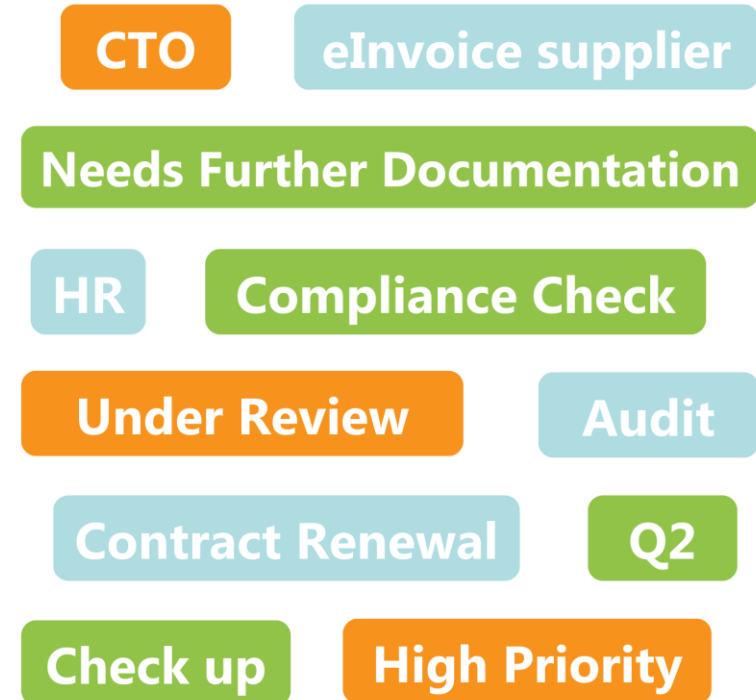 CTO eInvoice supplier
Needs Further Documentation
HR Compliance Check
Under Review Audit
Contract Renewal Q2
Check up High Priority